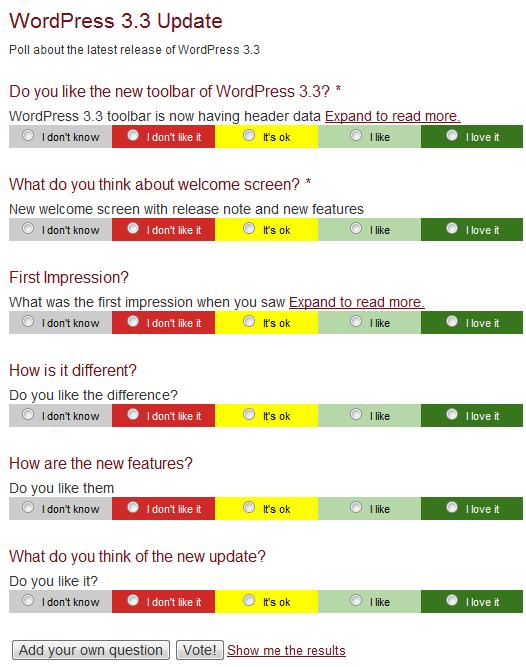 WordPress 3.3 Update
Poll about the latest release of WordPress 3.3
Do you like the new toolbar of WordPress 3.3? *
WordPress 3.3 toolbar is now having header data Expand to read more.
I don't know I don't like it It's ok I like I love it
What do you think about welcome screen? *
New welcome screen with release note and new features
I don't know I don't like it It's ok I like I love it
First Impression?
What was the first impression when you saw Expand to read more.
I don't know I don't like it It's ok I like I love it
How is it different?
Do you like the difference?
I don't know I don't like it It's ok I like I love it
How are the new features?
Do you like them
I don't know I don't like it It's ok I like I love it
What do you think of the new update?
Do you like it?
I don't know I don't like it It's ok I like I love it
Add your own question Vote! Show me the results